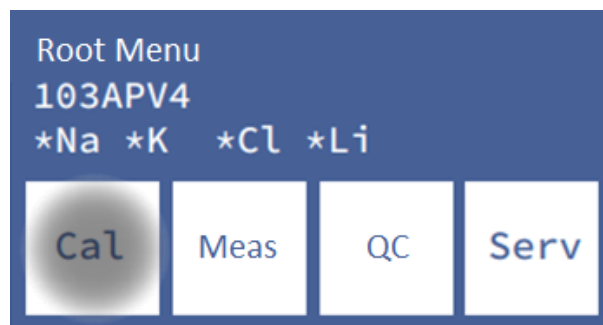 Root Menu
103APV4
*Na *K *Cl *Li
Cal Meas QC Serv